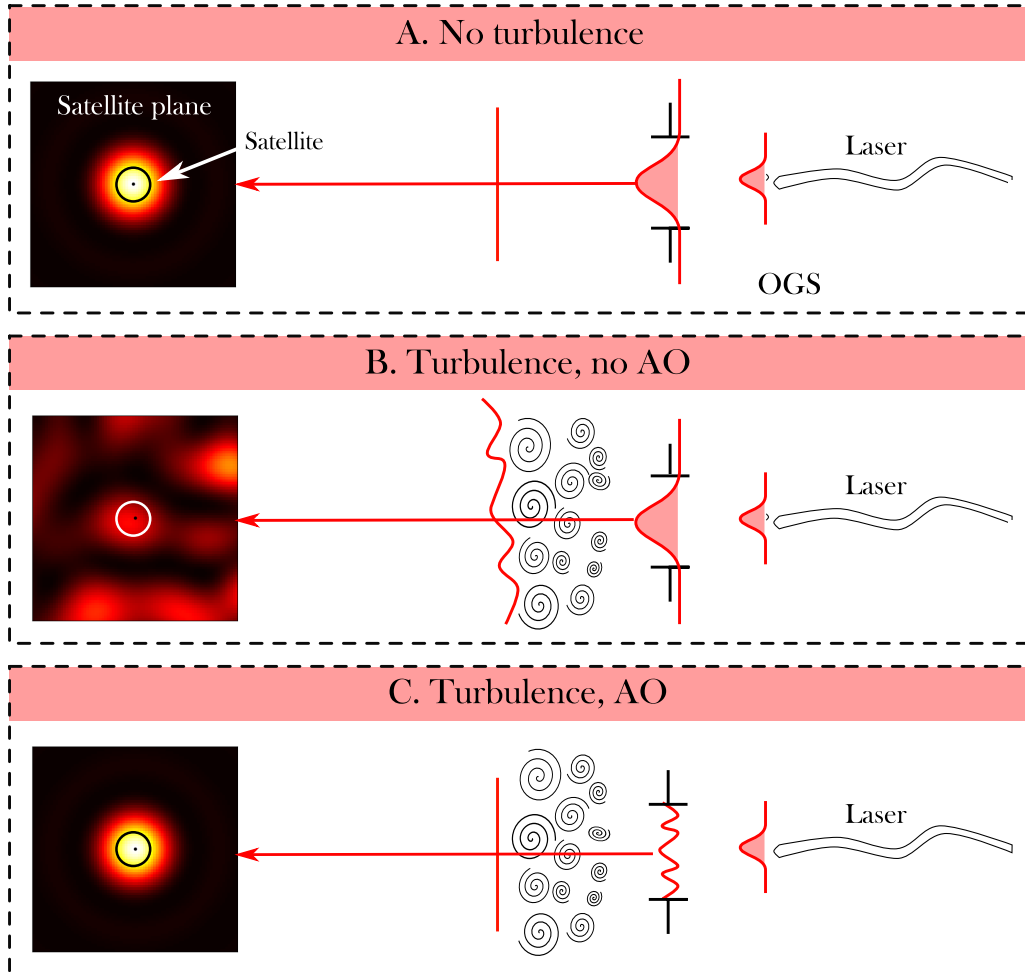 A. No turbulence
Satellite plane
Satellite
Laser
OGS
B. Turbulence, no AO
Laser
C. Turbulence, AO
Laser